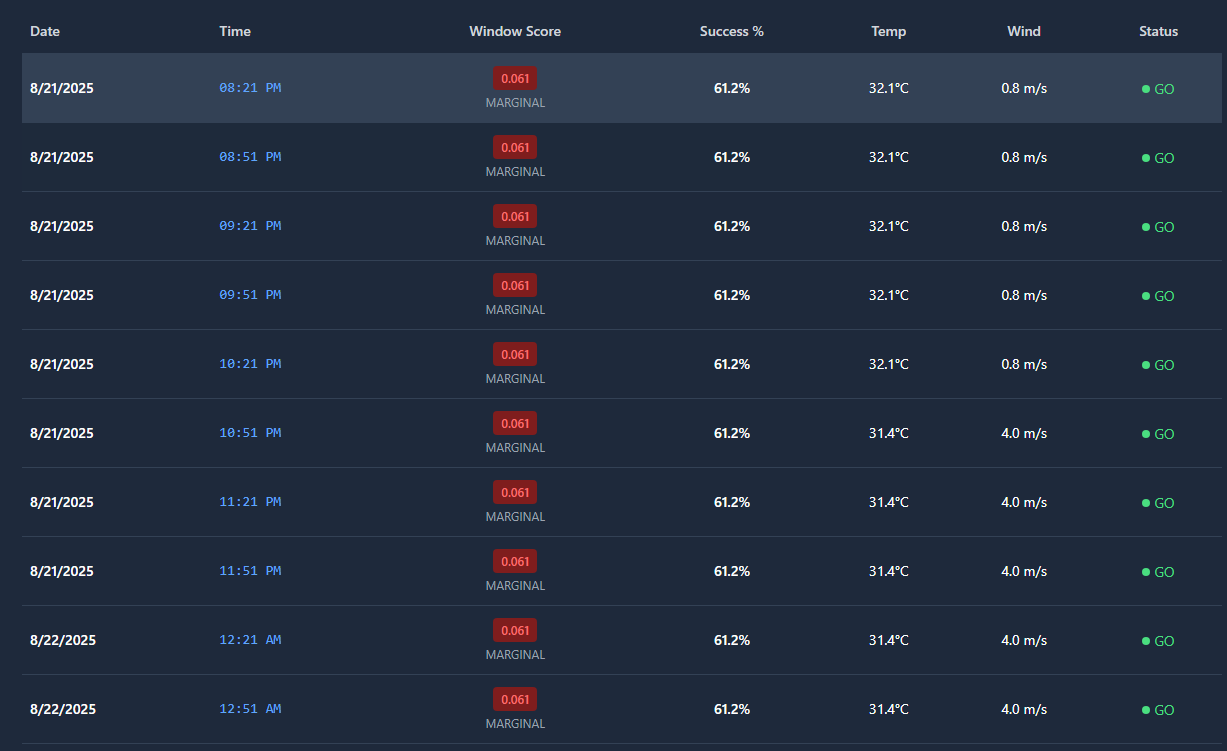 Date Time Window Score Success % Temp Wind Status
8/21/2025 08:21 PM 0.061 MARGINAL 61.2% 32.1°C 0.8 m/s GO
8/21/2025 08:51 PM 0.061 MARGINAL 61.2% 32.1°C 0.8 m/s GO
8/21/2025 09:21 PM 0.061 MARGINAL 61.2% 32.1°C 0.8 m/s GO
8/21/2025 09:51 PM 0.061 MARGINAL 61.2% 32.1°C 0.8 m/s GO
8/21/2025 10:21 PM 0.061 MARGINAL 61.2% 32.1°C 0.8 m/s GO
8/21/2025 10:51 PM 0.061 MARGINAL 61.2% 31.4°C 4.0 m/s GO
8/21/2025 11:21 PM 0.061 MARGINAL 61.2% 31.4°C 4.0 m/s GO
8/21/2025 11:51 PM 0.061 MARGINAL 61.2% 31.4°C 4.0 m/s GO
8/22/2025 12:21 AM 0.061 MARGINAL 61.2% 31.4°C 4.0 m/s GO
8/22/2025 12:51 AM 0.061 MARGINAL 61.2% 31.4°C 4.0 m/s GO